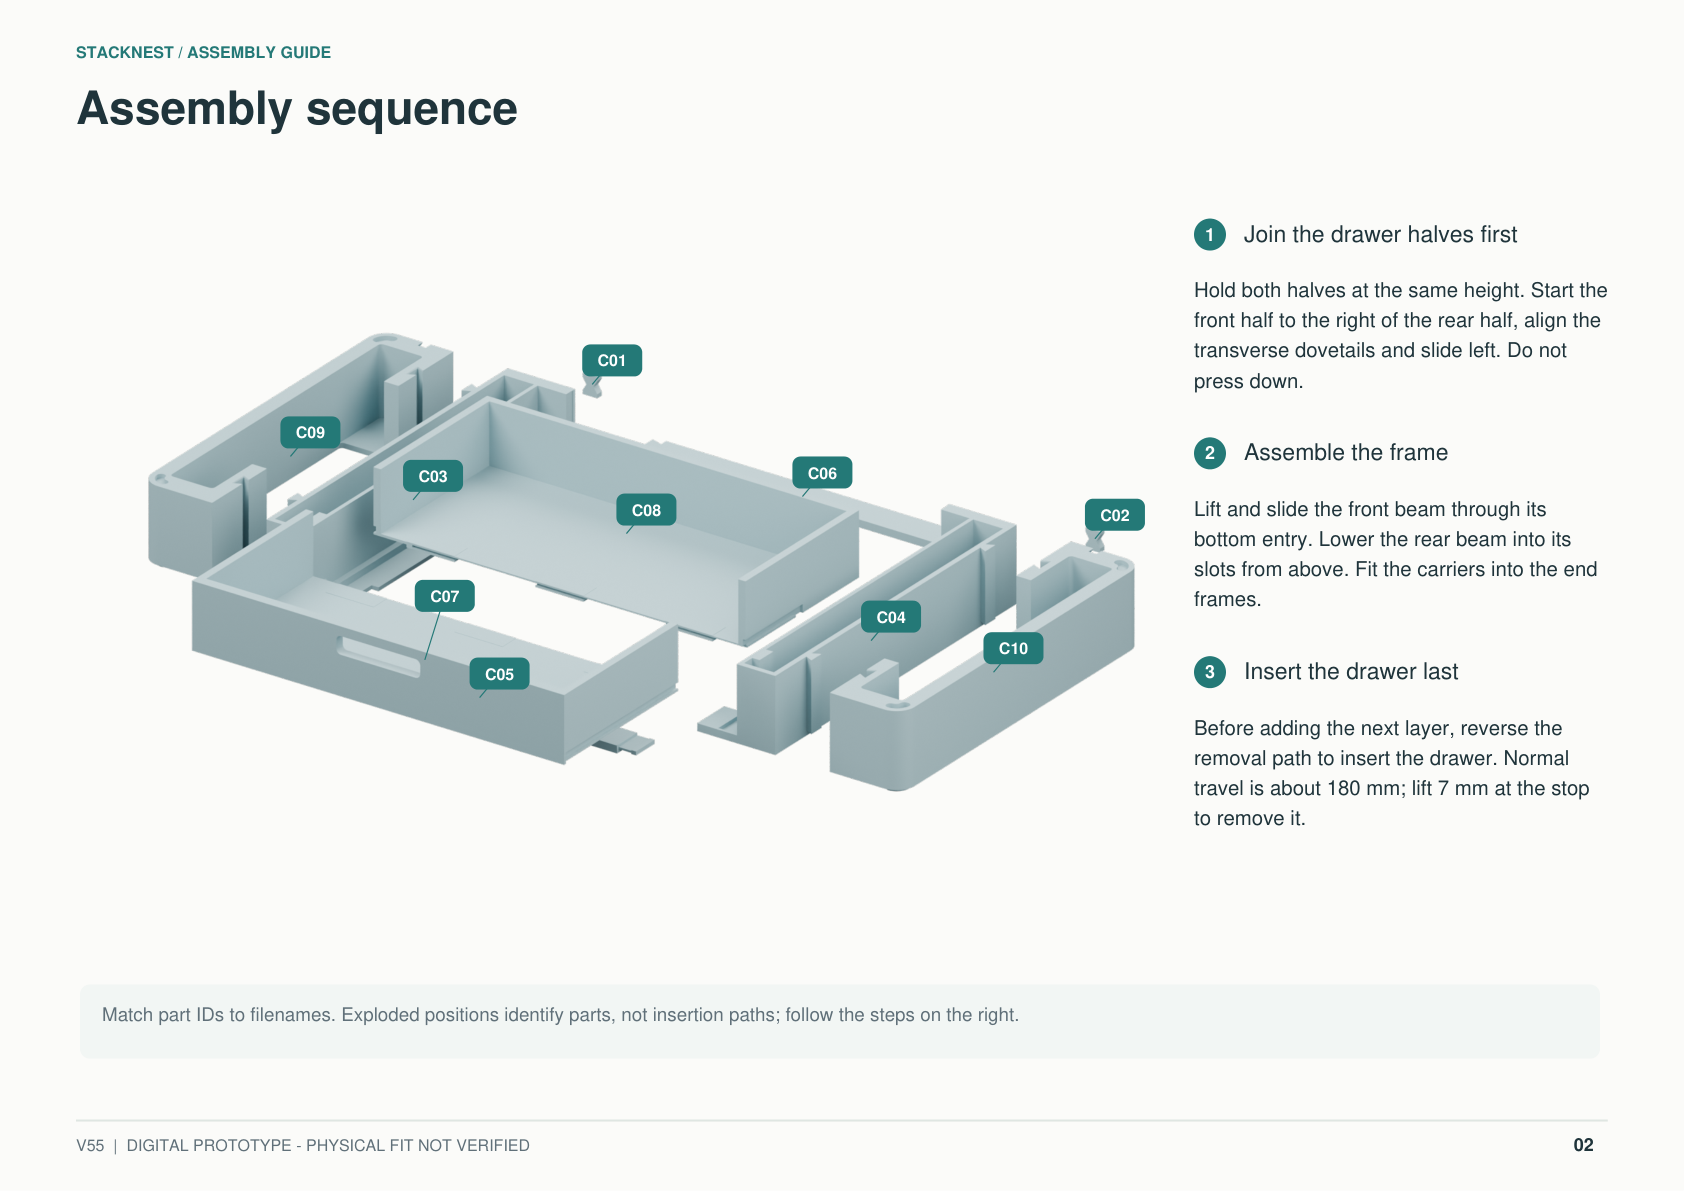 STACKNEST / ASSEMBLY GUIDE
Assembly sequence
C01
C09
C03
C06
C08
C02
C07
C04
C10
C05
1 Join the drawer halves first
Hold both halves at the same height. Start the
front half to the right of the rear half, align the
transverse dovetails and slide left. Do not
press down.
2 Assemble the frame
Lift and slide the front beam through its
bottom entry. Lower the rear beam into its
slots from above. Fit the carriers into the end
frames.
3 Insert the drawer last
Before adding the next layer, reverse the
removal path to insert the drawer. Normal
travel is about 180 mm; lift 7 mm at the stop
to remove it.
Match part IDs to filenames. Exploded positions identify parts, not insertion paths; follow the steps on the right.
V55 | DIGITAL PROTOTYPE - PHYSICAL FIT NOT VERIFIED
02